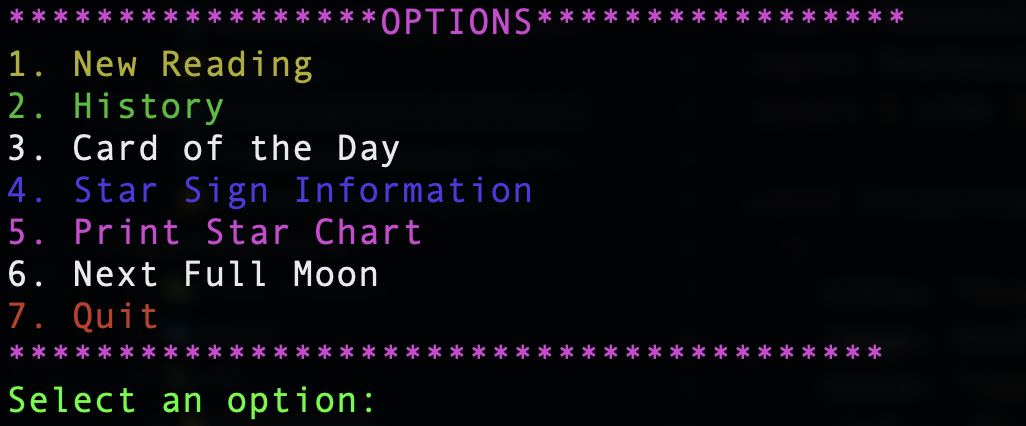 *****************OPTIONS*****************
1. New Reading
2. History
3. Card of the Day
4. Star Sign Information
5. Print Star Chart
6. Next Full Moon
7. Quit
****************************************
Select an option: